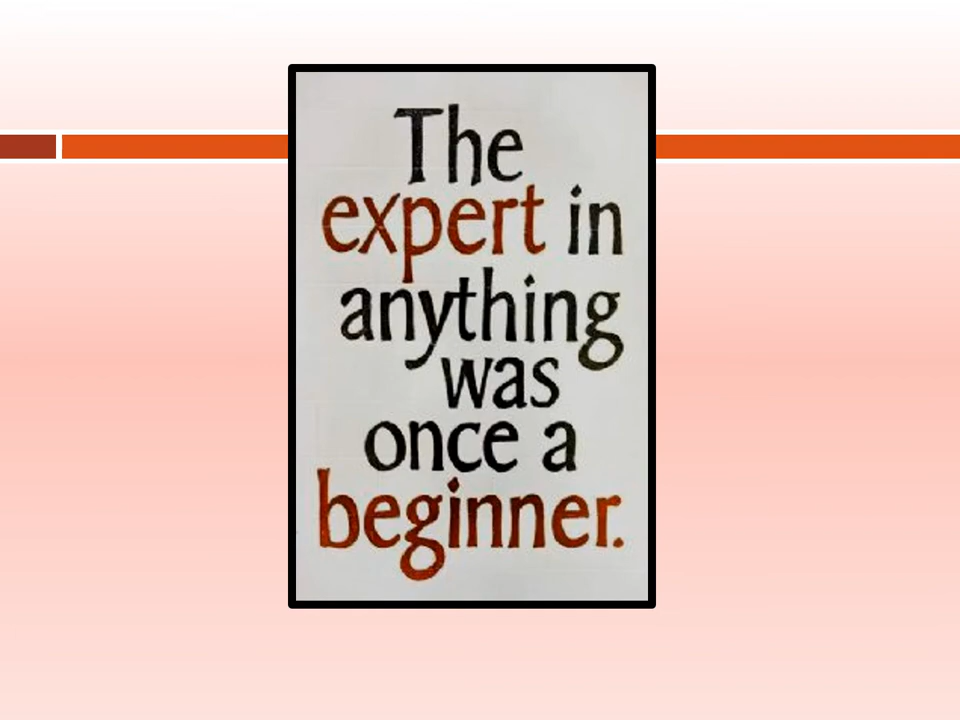 The
expert in
anything
was
once a
beginner.